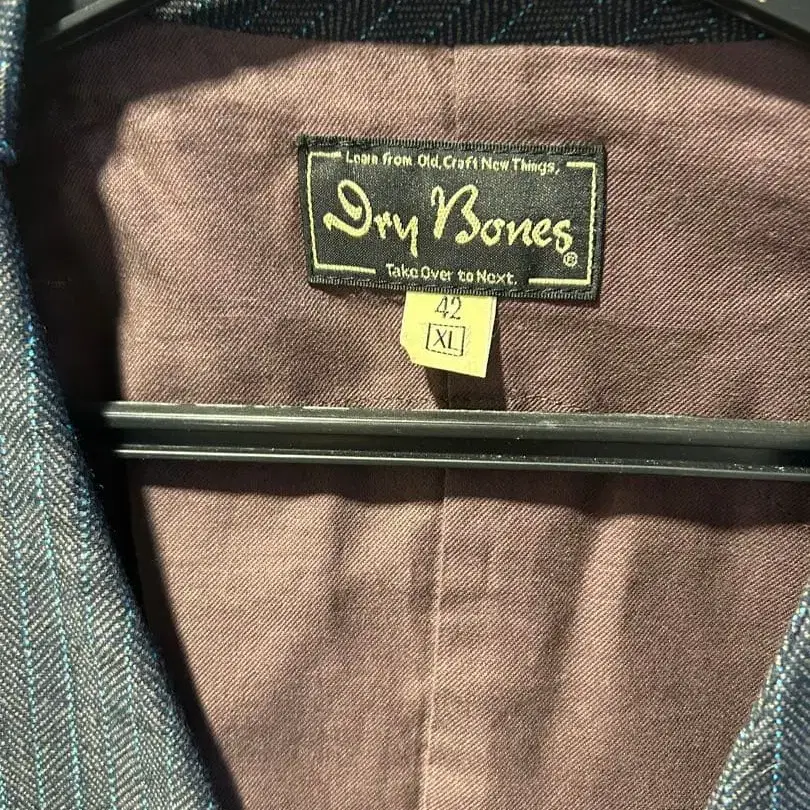 Learn from Old, Craft New Things,
Dry Bones®
Take Over to Next.
42
XL